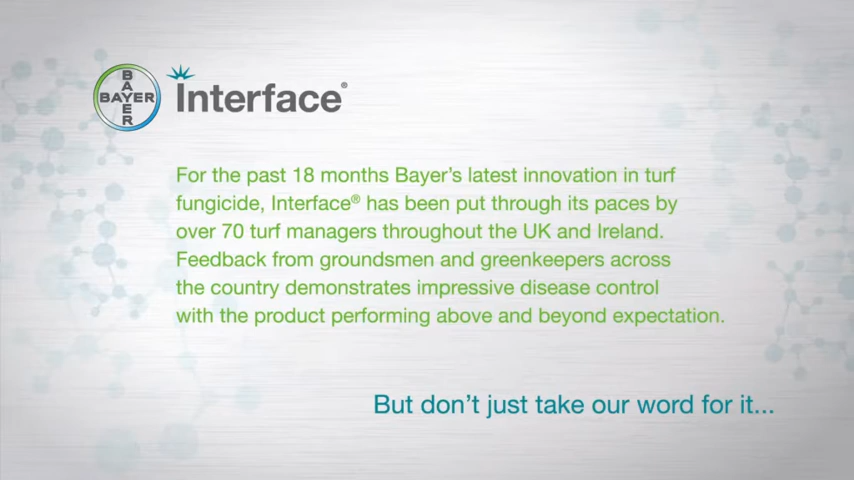 BAYER
BAYER
Interface®
For the past 18 months Bayer's latest innovation in turf
fungicide, Interface® has been put through its paces by
over 70 turf managers throughout the UK and Ireland.
Feedback from groundsmen and greenkeepers across
the country demonstrates impressive disease control
with the product performing above and beyond expectation.
But don't just take our word for it...